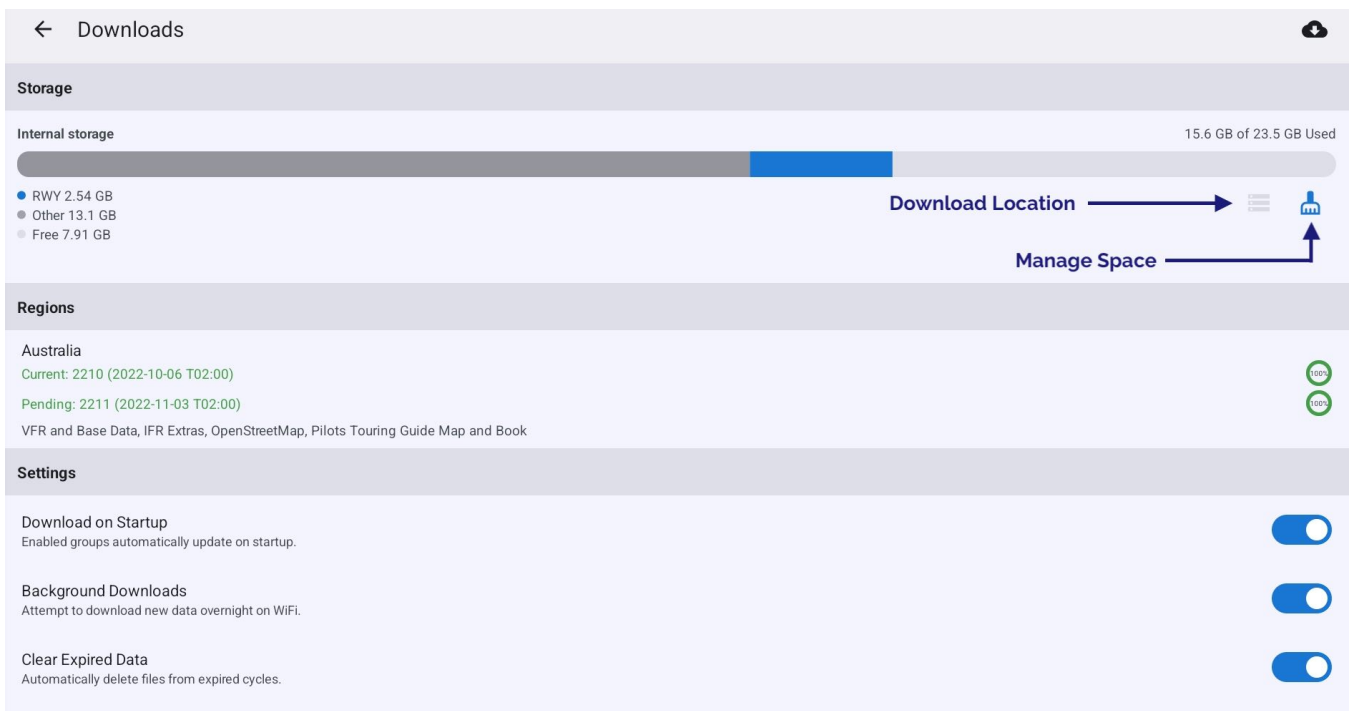 Downloads
Storage
Internal storage
15.6 GB of 23.5 GB Used
RWY 2.54 GB
Other 13.1 GB
Free 7.91 GB
Download Location
Manage Space
Regions
Australia
Current: 2210 (2022-10-06 T02:00)
100%
Pending: 2211 (2022-11-03 T02:00)
100%
VFR and Base Data, IFR Extras, OpenStreetMap, Pilots Touring Guide Map and Book
Settings
Download on Startup
Enabled groups automatically update on startup.
Background Downloads
Attempt to download new data overnight on WiFi.
Clear Expired Data
Automatically delete files from expired cycles.